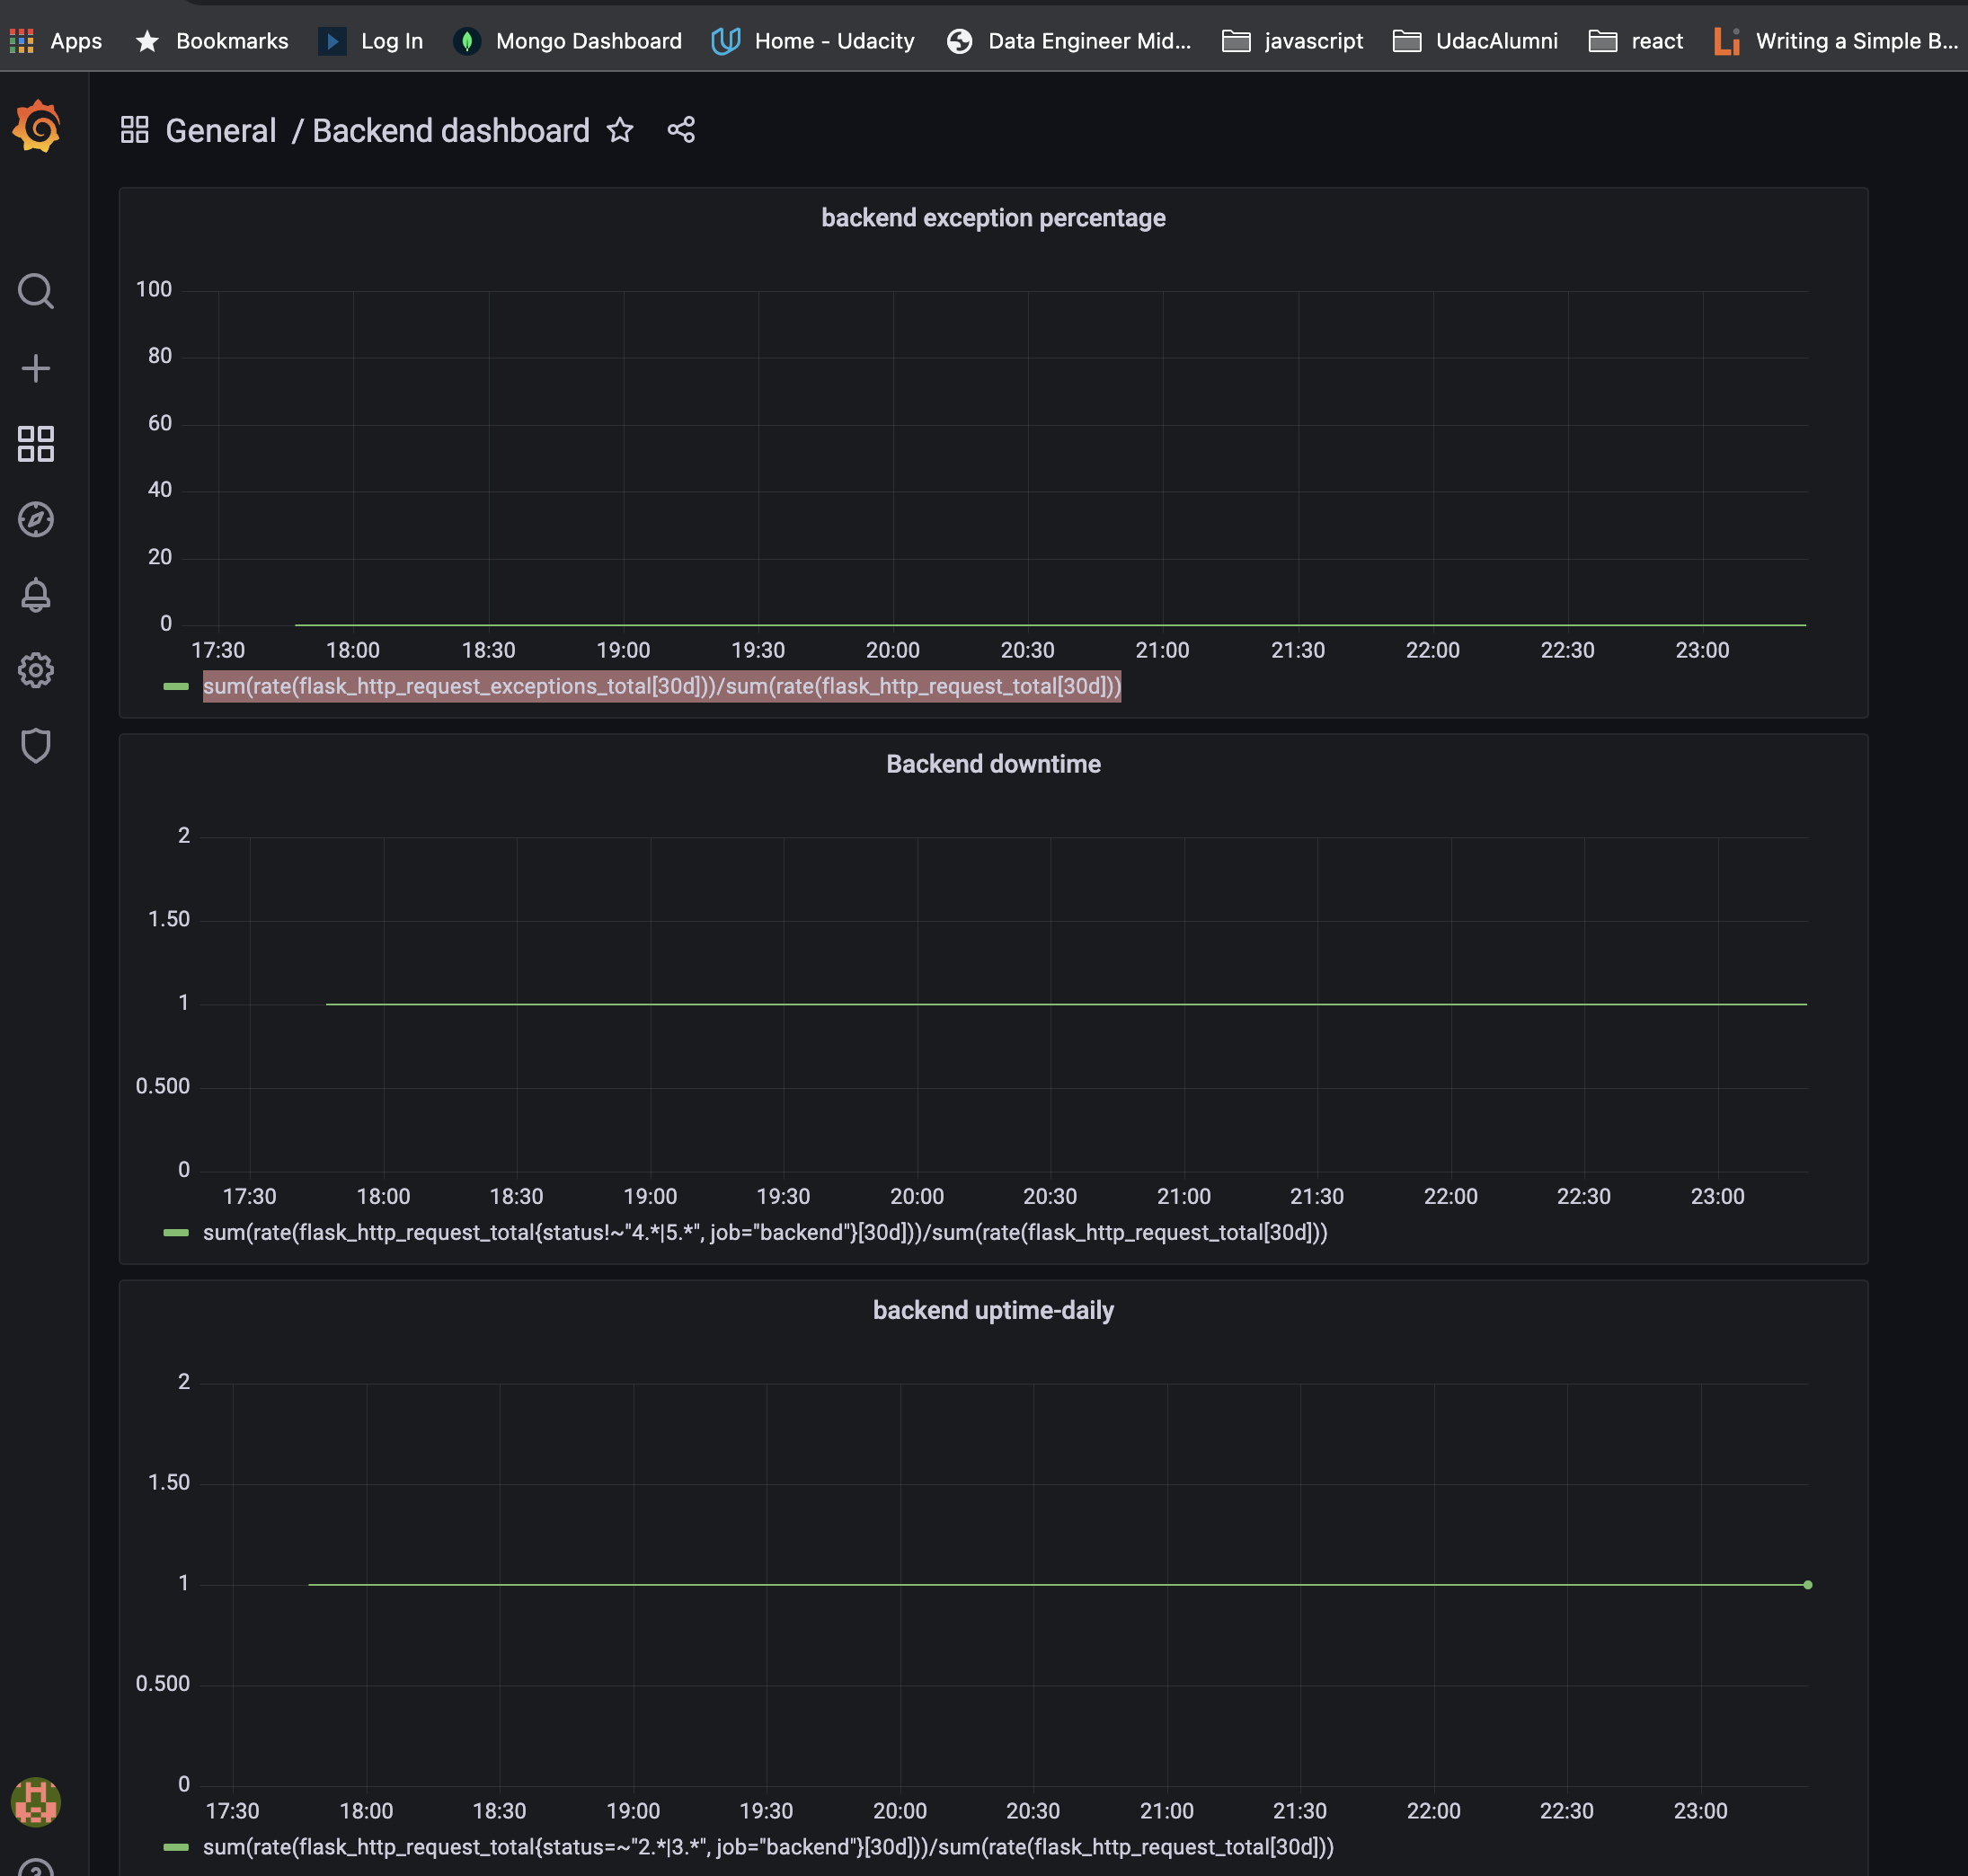 Apps Bookmarks Log In Mongo Dashboard Home - Udacity Data Engineer Mid... javascript UdacAlumni react Writing a Simple B...
General / Backend dashboard
backend exception percentage
100
80
60
40
20
0
17:30 18:00 18:30 19:00 19:30 20:00 20:30 21:00 21:30 22:00 22:30 23:00
sum(rate(flask_http_request_exceptions_total[30d]))/sum(rate(flask_http_request_total[30d]))
Backend downtime
2
1.50
1
0.500
0
17:30 18:00 18:30 19:00 19:30 20:00 20:30 21:00 21:30 22:00 22:30 23:00
sum(rate(flask_http_request_total{status!~"4.*|5.*", job="backend"}[30d]))/sum(rate(flask_http_request_total[30d]))
backend uptime-daily
2
1.50
1
0.500
0
17:30 18:00 18:30 19:00 19:30 20:00 20:30 21:00 21:30 22:00 22:30 23:00
sum(rate(flask_http_request_total{status=~"2.*|3.*", job="backend"}[30d]))/sum(rate(flask_http_request_total[30d]))